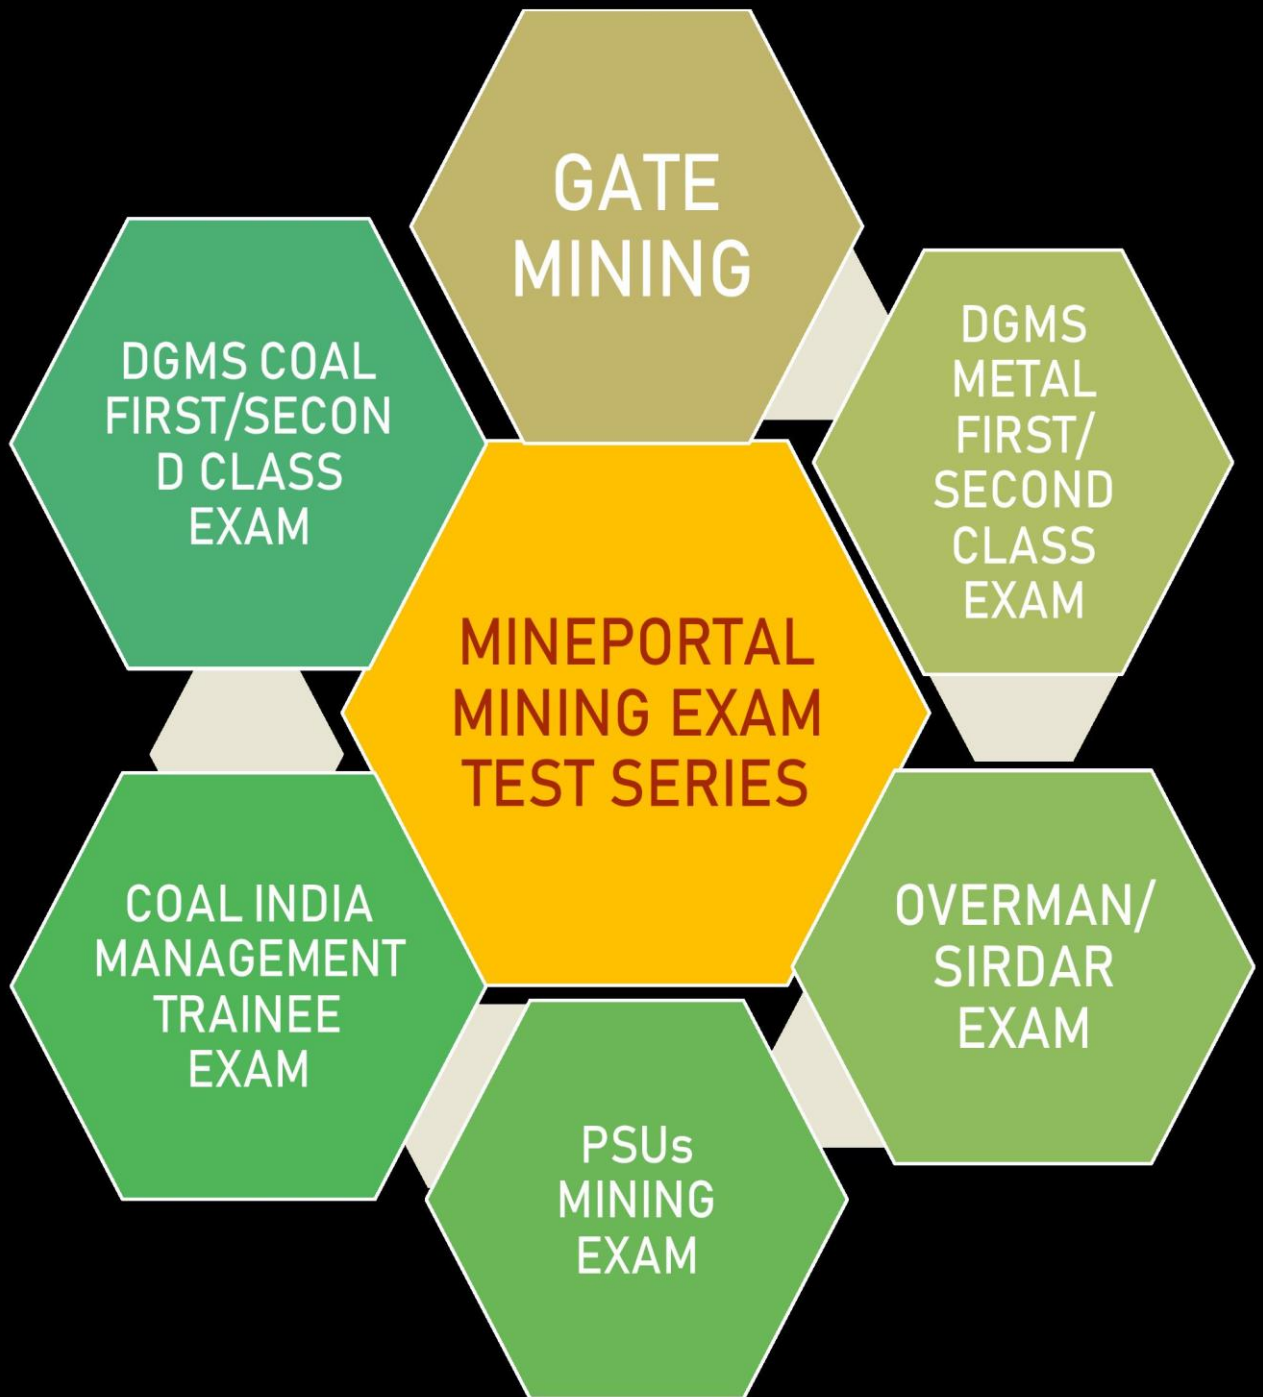 GATE
MINING
DGMS
METAL
FIRST/
SECOND
CLASS
EXAM
OVERMAN/
SIRDAR
EXAM
PSUs
MINING
EXAM
COAL INDIA
MANAGEMENT
TRAINEE
EXAM
DGMS COAL
FIRST/SECON
D CLASS
EXAM
MINEPORTAL
MINING EXAM
TEST SERIES